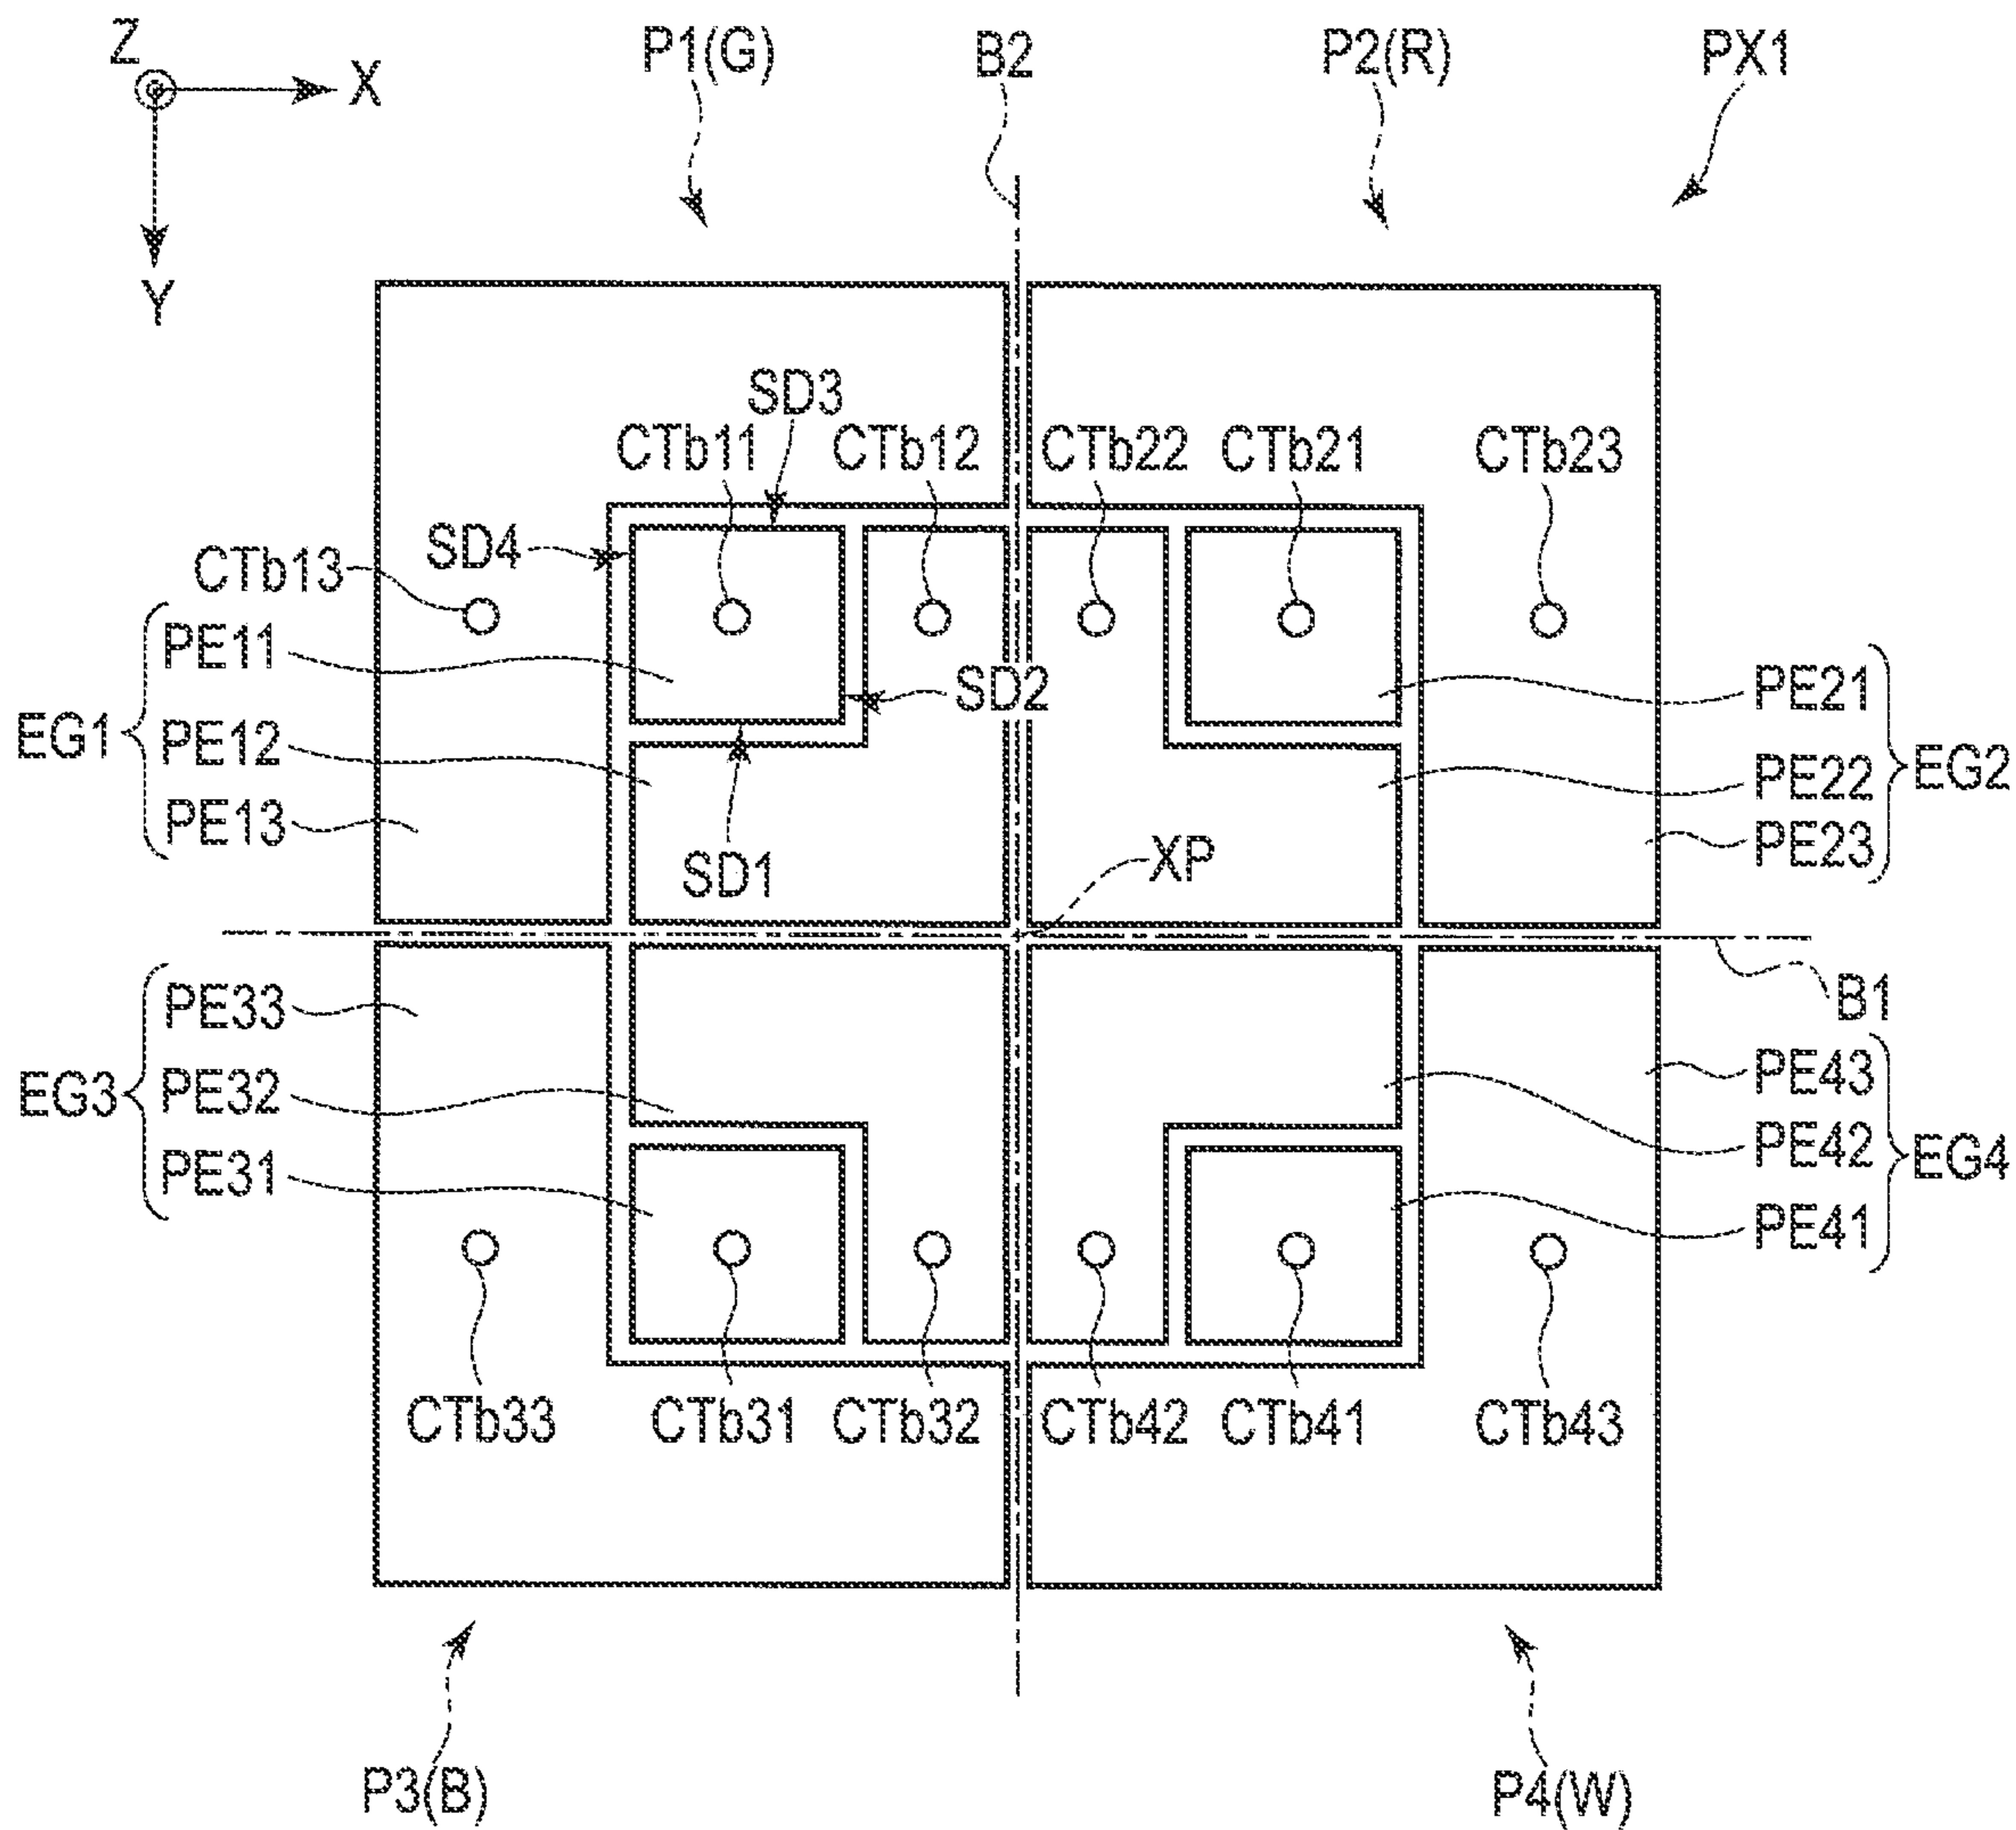 Z
X
Y
P1(G)
B2
P2(R)
PX1
SD3
CTb11
CTb12
CTb22
CTb21
CTb23
SD4
CTb13
PE11
EG1
PE12
PE13
SD2
SD1
XP
PE21
PE22
EG2
PE23
B1
PE33
EG3
PE32
PE31
PE43
PE42
EG4
PE41
CTb33
CTb31
CTb32
CTb42
CTb41
CTb43
P3(B)
P4(W)